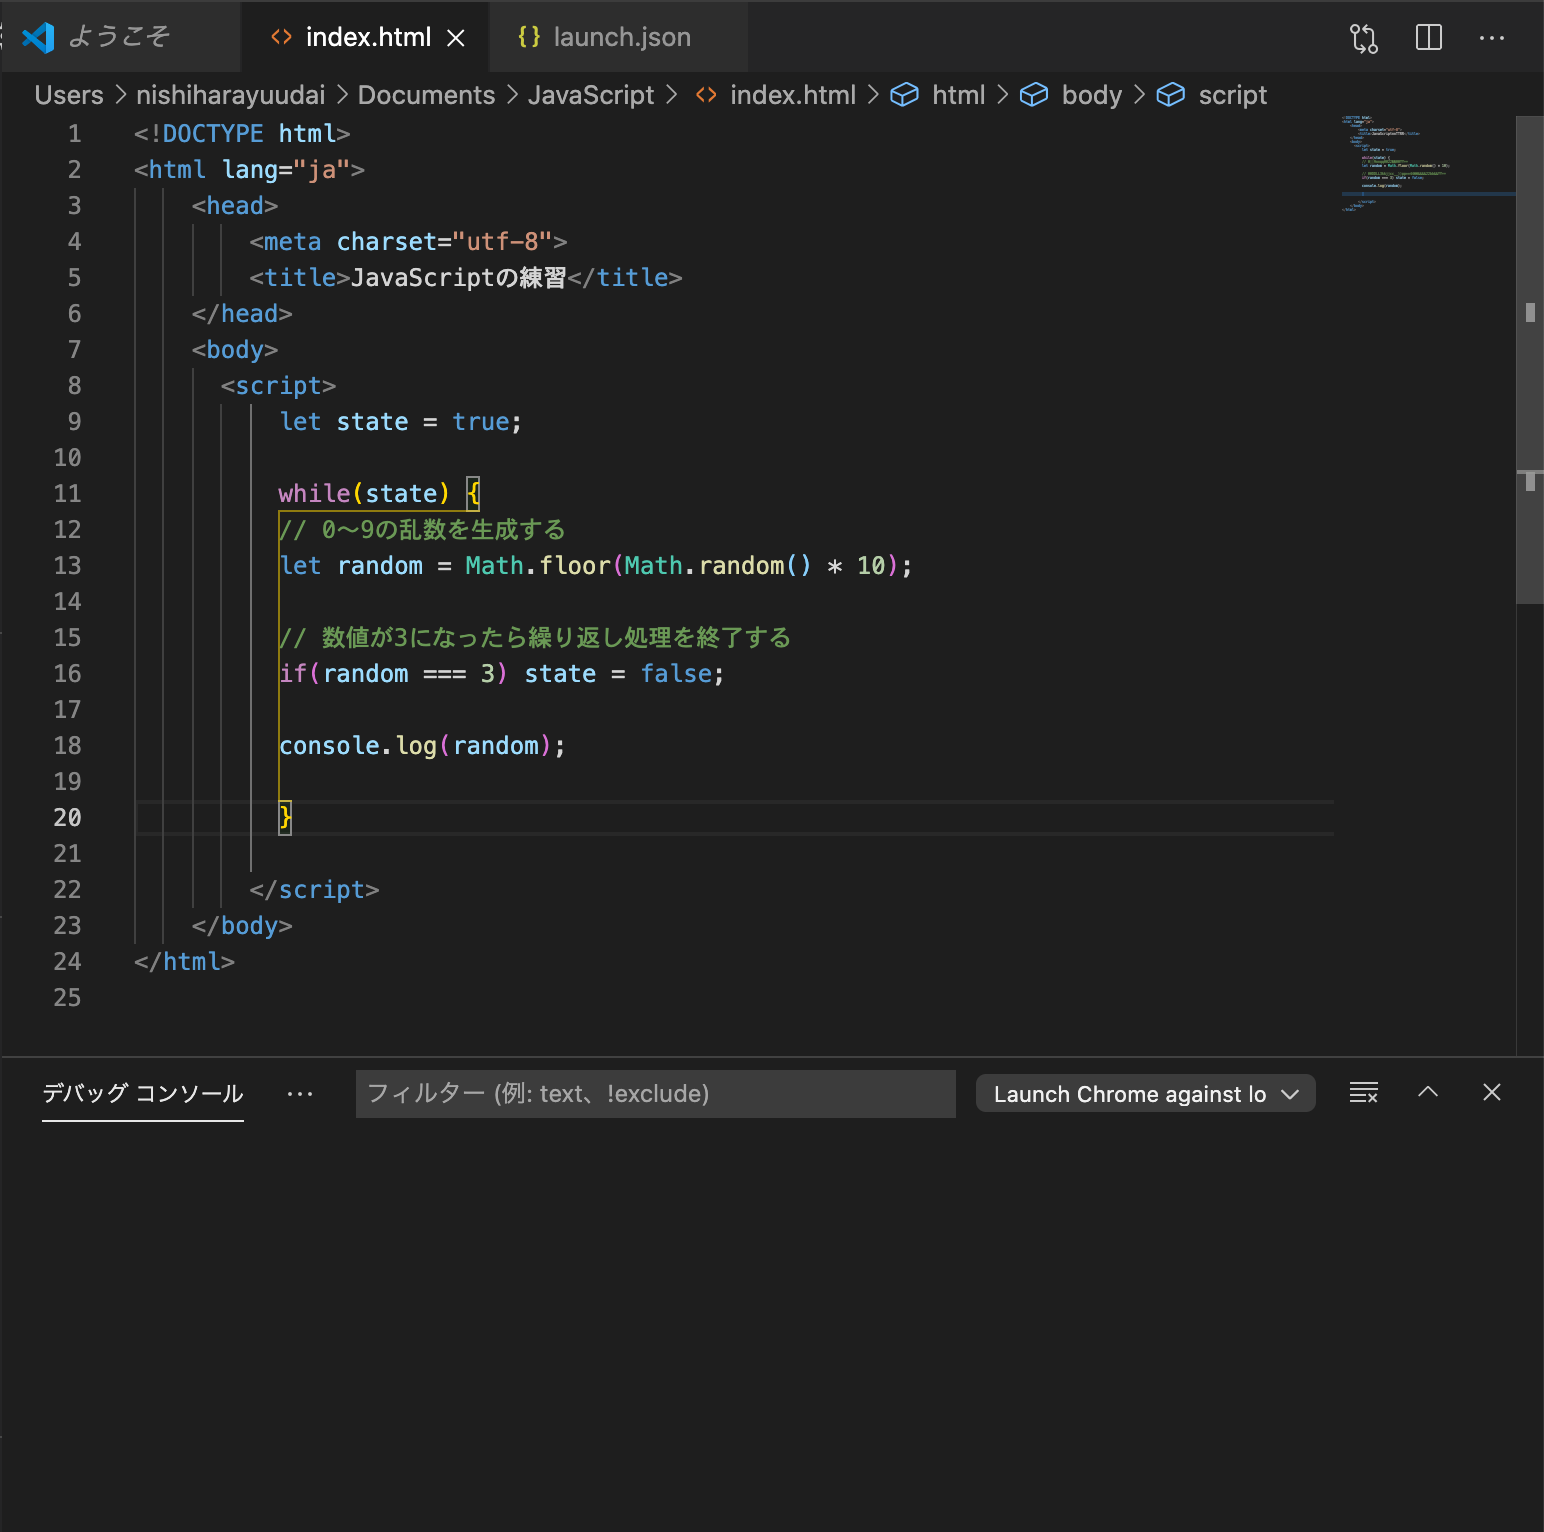 ようこそ <> index.html × {} launch.json ···
Users > nishiharayuudai > Documents > JavaScript > <> index.html > html > body > script
1 <!DOCTYPE html>
2 <html lang="ja">
3 <head>
4 <meta charset="utf-8">
5 <title>JavaScriptの練習</title>
6 </head>
7 <body>
8 <script>
9 let state = true;
10
11 while(state) {
12 // 0〜9の乱数を生成する
13 let random = Math.floor(Math.random() * 10);
14
15 // 数値が3になったら繰り返し処理を終了する
16 if(random === 3) state = false;
17
18 console.log(random);
19
20 }
21
22 </script>
23 </body>
24 </html>
25
デバッグ コンソール ··· フィルター (例: text、!exclude) Launch Chrome against lo